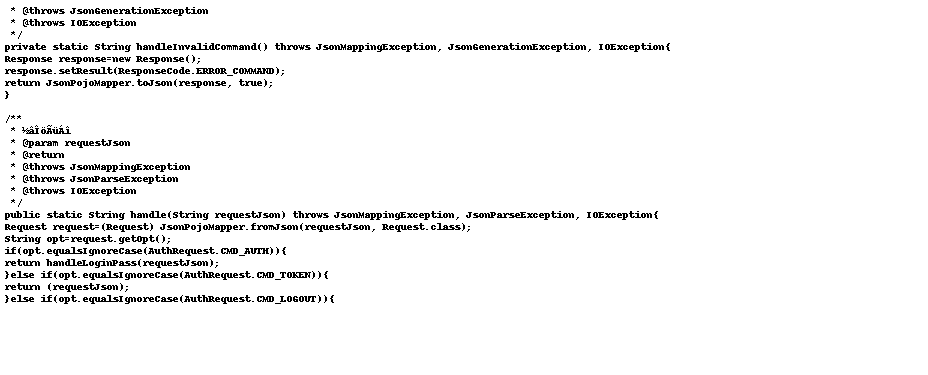 * @throws JsonGenerationException
* @throws IOException
*/
private static String handleInvalidCommand() throws JsonMappingException, JsonGenerationException, IOException{
Response response=new Response();
response.setResult(ResponseCode.ERROR_COMMAND);
return JsonPojoMapper.toJson(response, true);
}
/**
* ½âÎöÃüÁî
* @param requestJson
* @return
* @throws JsonMappingException
* @throws JsonParseException
* @throws IOException
*/
public static String handle(String requestJson) throws JsonMappingException, JsonParseException, IOException{
Request request=(Request) JsonPojoMapper.fromJson(requestJson, Request.class);
String opt=request.getOpt();
if(opt.equalsIgnoreCase(AuthRequest.CMD_AUTH)){
return handleLoginPass(requestJson);
}else if(opt.equalsIgnoreCase(AuthRequest.CMD_TOKEN)){
return (requestJson);
}else if(opt.equalsIgnoreCase(AuthRequest.CMD_LOGOUT)){